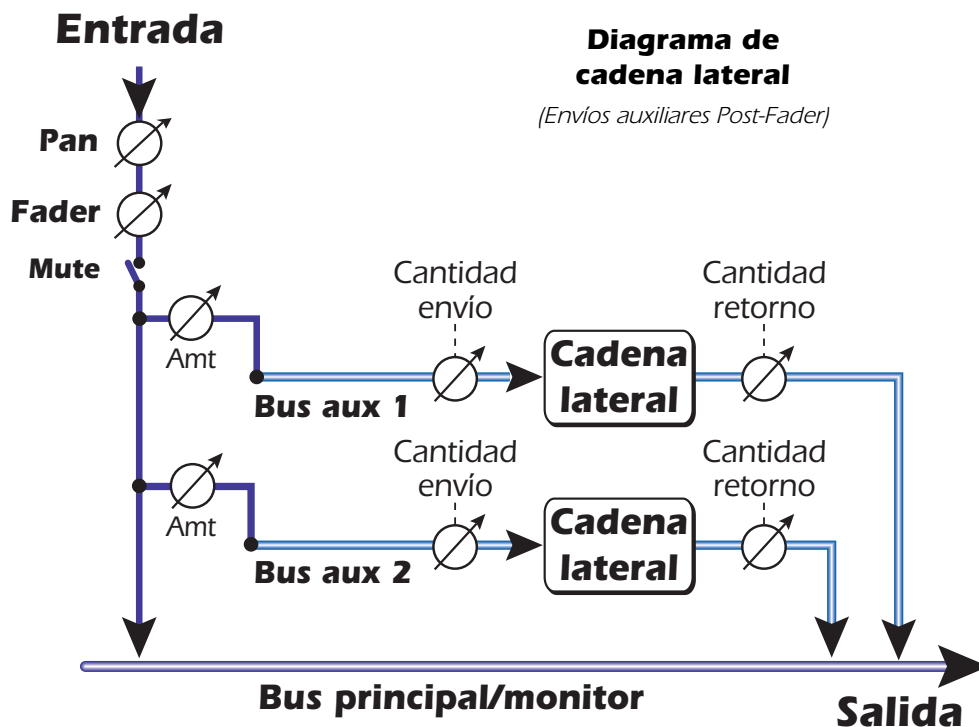 Entrada
Diagrama de
cadena lateral
(Envíos auxiliares Post-Fader)
Pan
Fader
Mute
Amt
Cantidad
envío
Cantidad
retorno
Cadena
lateral
Bus aux 1
Amt
Cantidad
envío
Cantidad
retorno
Cadena
lateral
Bus aux 2
Bus principal/monitor
Salida